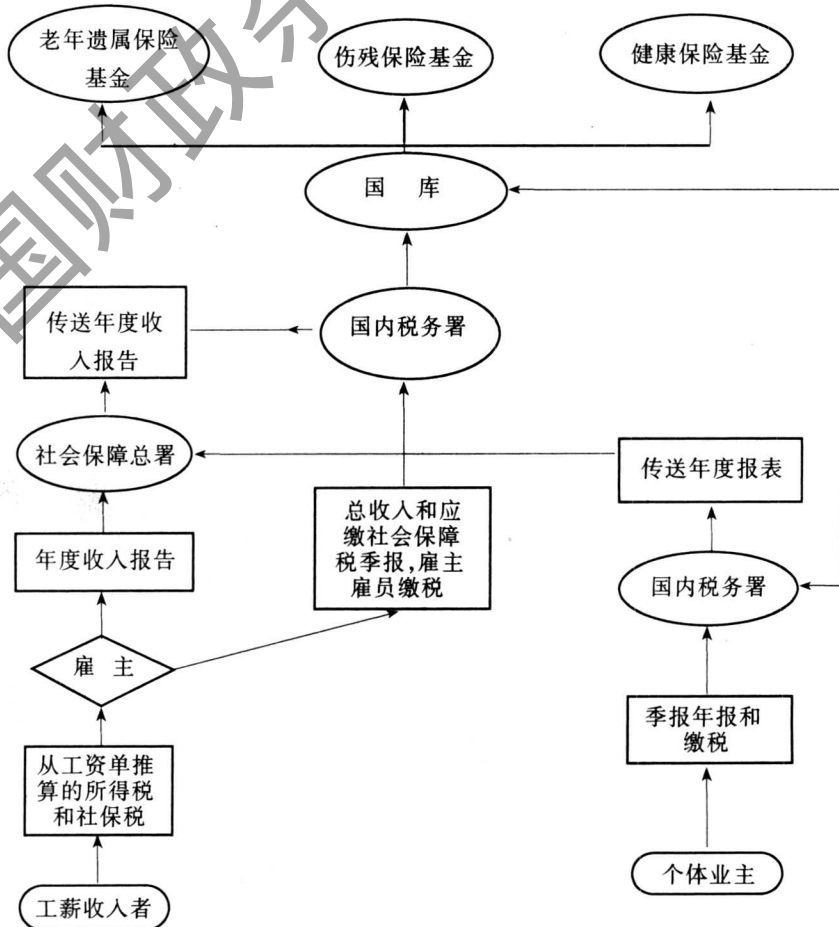 老年遗属保险
基金
伤残保险基金
健康保险基金
国 库
传送年度收
入报告
国内税务署
社会保障总署
传送年度报表
总收入和应
缴社会保障
税季报,雇主
雇员缴税
年度收入报告
国内税务署
雇 主
季报年报和
缴税
从工资单推
算的所得税
和社保税
个体业主
工薪收入者
国财政